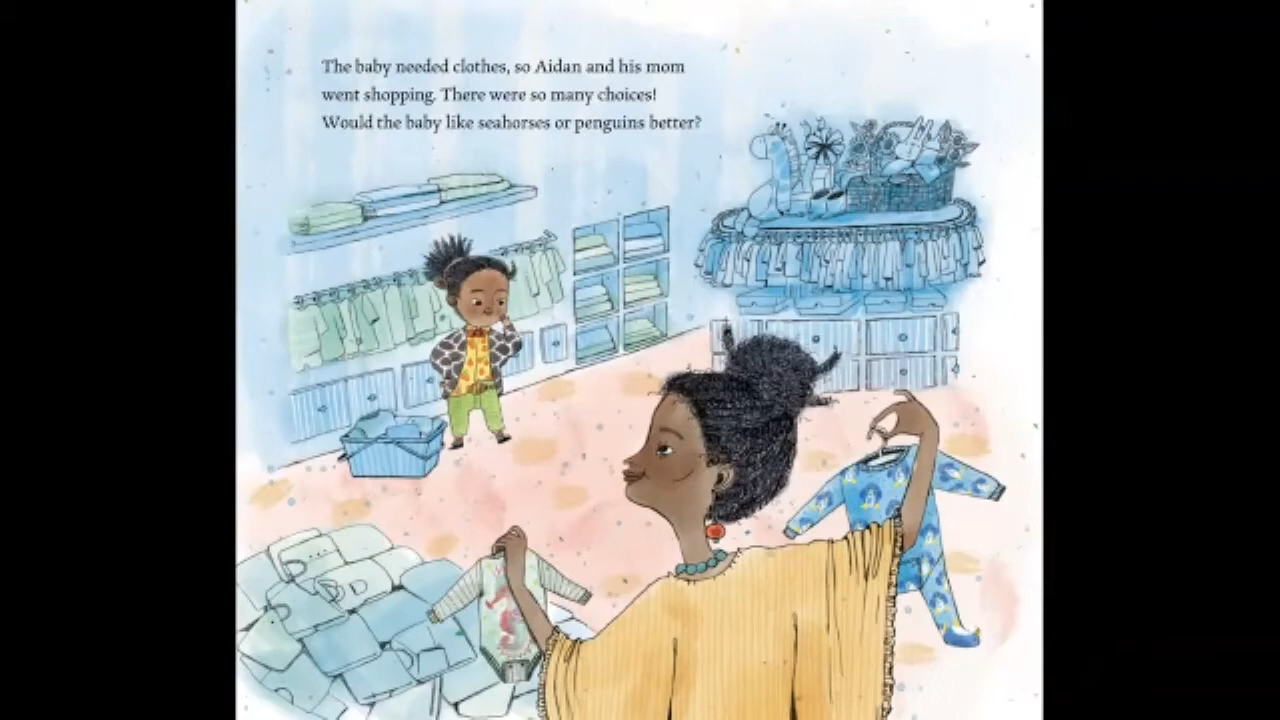 The baby needed clothes, so Aidan and his mom
went shopping. There were so many choices!
Would the baby like seahorses or penguins better?